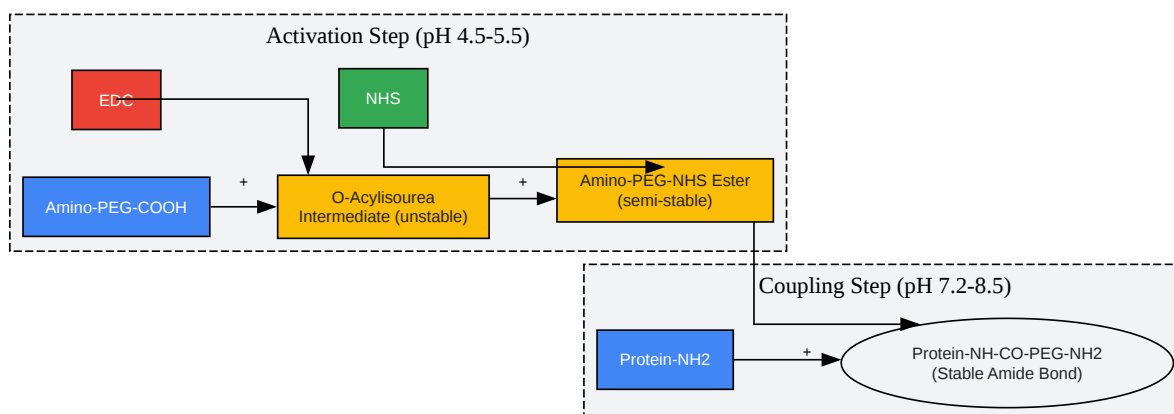 Activation Step (pH 4.5-5.5)
EDC
NHS
Amino-PEG-COOH
+
O-Acylisourea
Intermediate (unstable)
+
Amino-PEG-NHS Ester
(semi-stable)
Coupling Step (pH 7.2-8.5)
Protein-NH2
+
Protein-NH-CO-PEG-NH2
(Stable Amide Bond)